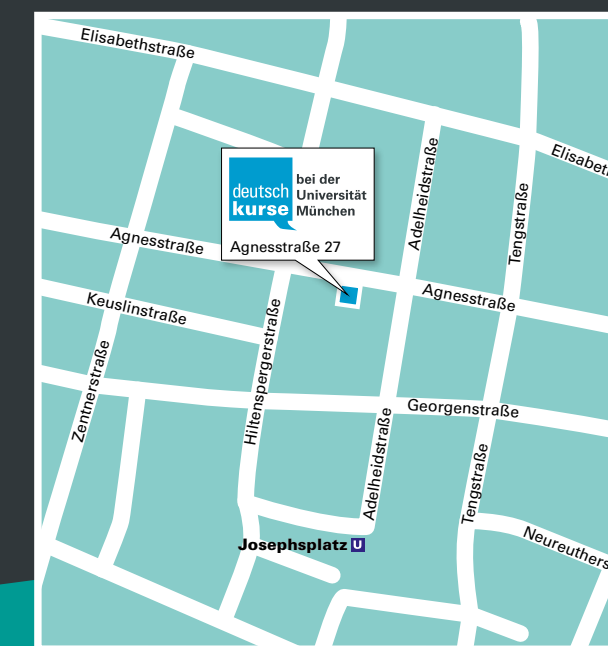 Elisabethstraße
Elisabet
Adelheidstraße
Tengstraße
deutsch
kurse
bei der
Universität
München
Agnesstraße 27
Agnesstraße
Agnesstraße
Keuslinstraße
Hiltenspergerstraße
Zentnerstraße
Georgenstraße
Adelheidstraße
Tengstraße
Josephsplatz U
Neureuthers